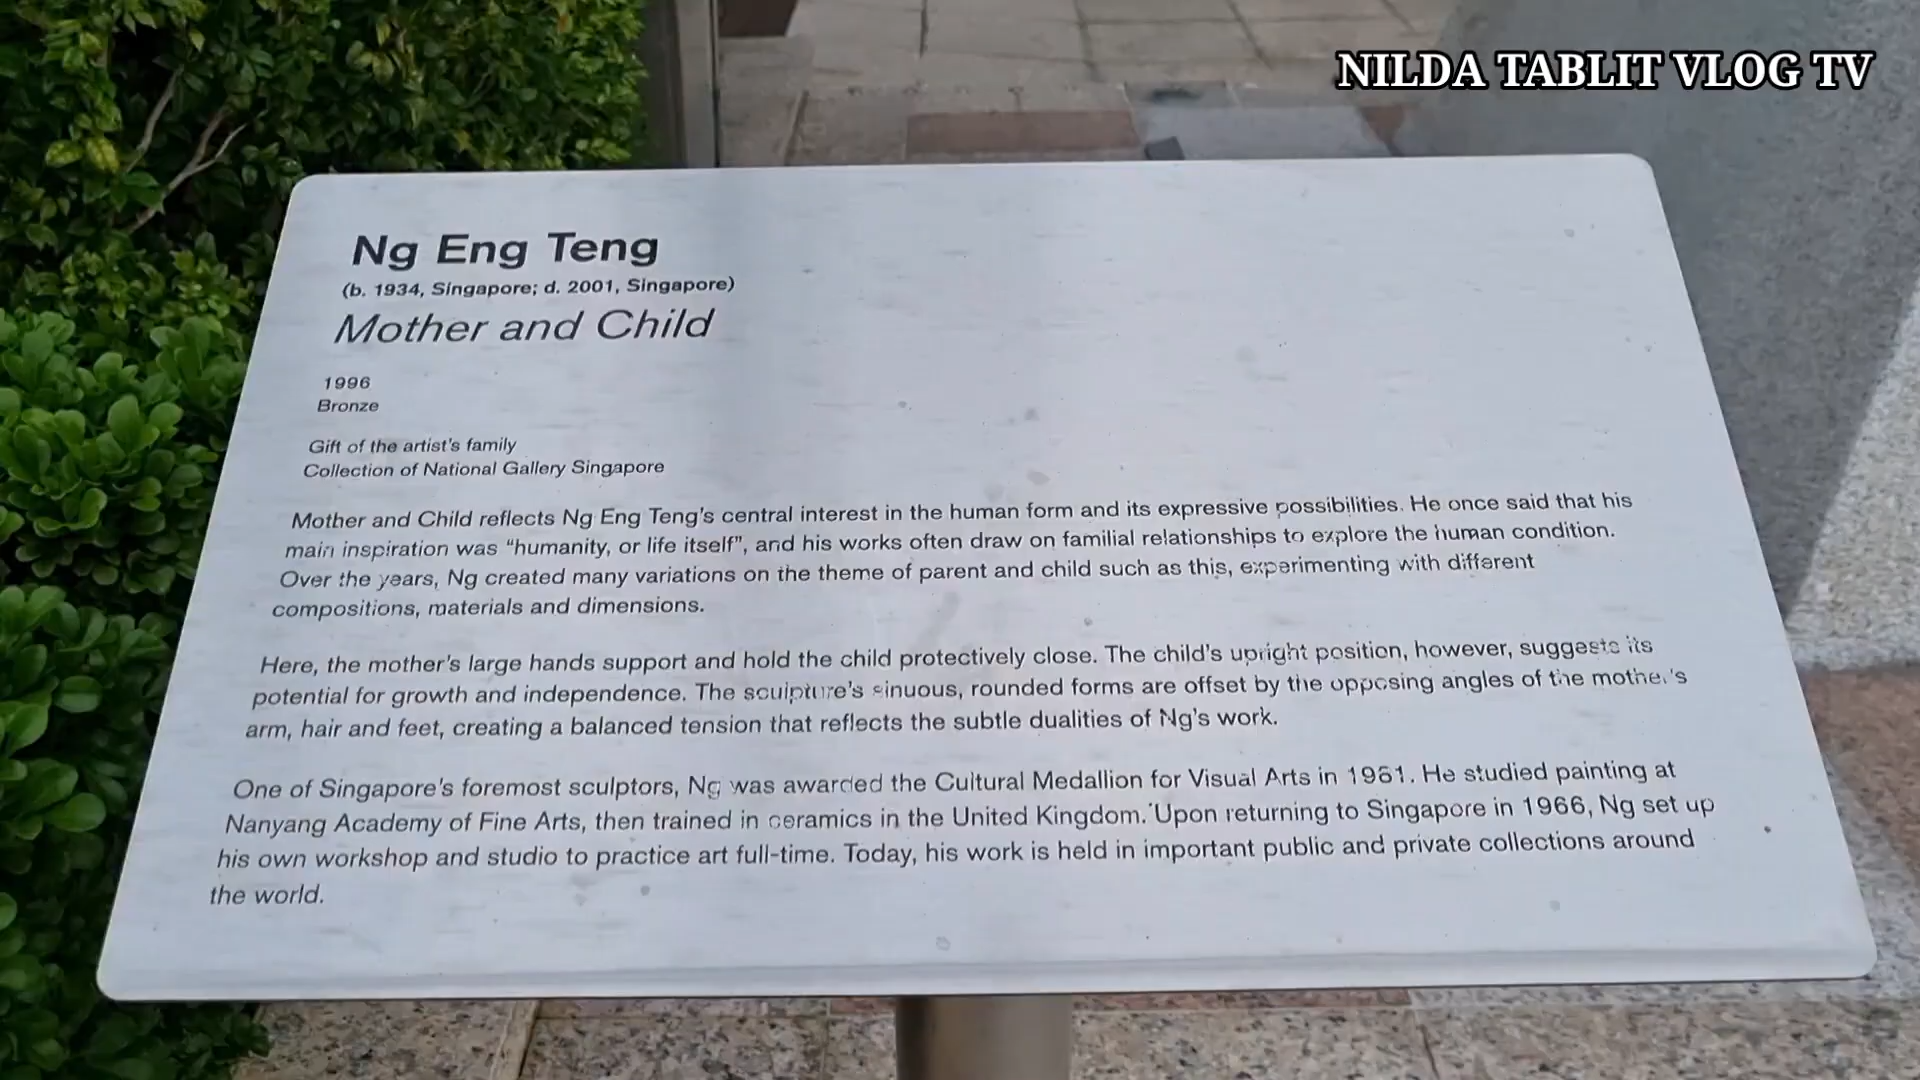 NILDA TABLIT VLOG TV
Ng Eng Teng
(b. 1934, Singapore; d. 2001, Singapore)
Mother and Child
1996
Bronze
Gift of the artist's family
Collection of National Gallery Singapore
Mother and Child reflects Ng Eng Teng's central interest in the human form and its expressive possibilities. He once said that his
main inspiration was "humanity, or life itself", and his works often draw on familial relationships to explore the human condition.
Over the years, Ng created many variations on the theme of parent and child such as this, experimenting with different
compositions, materials and dimensions.
Here, the mother's large hands support and hold the child protectively close. The child's upright position, however, suggests its
potential for growth and independence. The sculpture's sinuous, rounded forms are offset by the opposing angles of the mother's
arm, hair and feet, creating a balanced tension that reflects the subtle dualities of Ng's work.
One of Singapore's foremost sculptors, Ng was awarded the Cultural Medallion for Visual Arts in He studied painting at
Nanyang Academy of Fine Arts, then trained in ceramics in the United Kingdom. Upon returning to Singapore in 1966, Ng set up
his own workshop and studio to practice art full-time. Today, his work is held in important public and private collections around
the world.